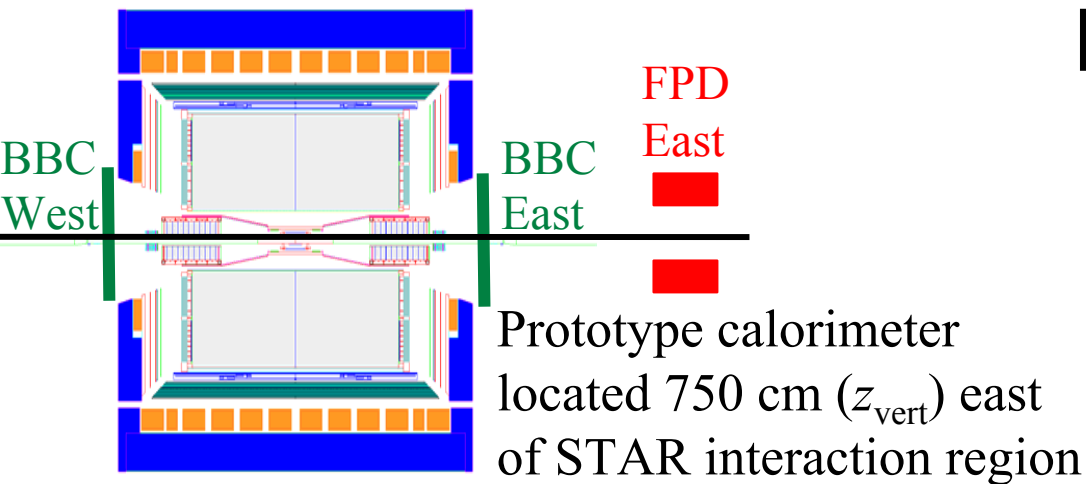 FPD
East
BBC
West
BBC
East
Prototype calorimeter
located 750 cm (zvert) east
of STAR interaction region